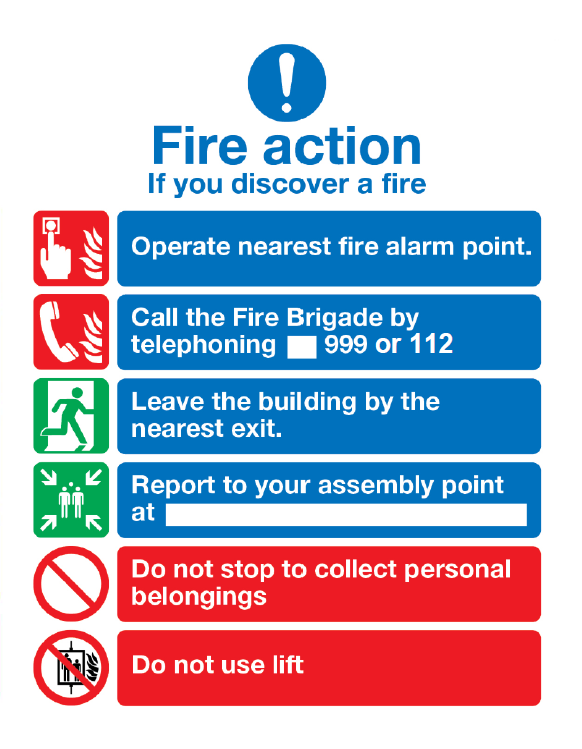 Fire action
If you discover a fire
Operate nearest fire alarm point.
Call the Fire Brigade by
telephoning 999 or 112
Leave the building by the
nearest exit.
Report to your assembly point
at
Do not stop to collect personal
belongings
Do not use lift